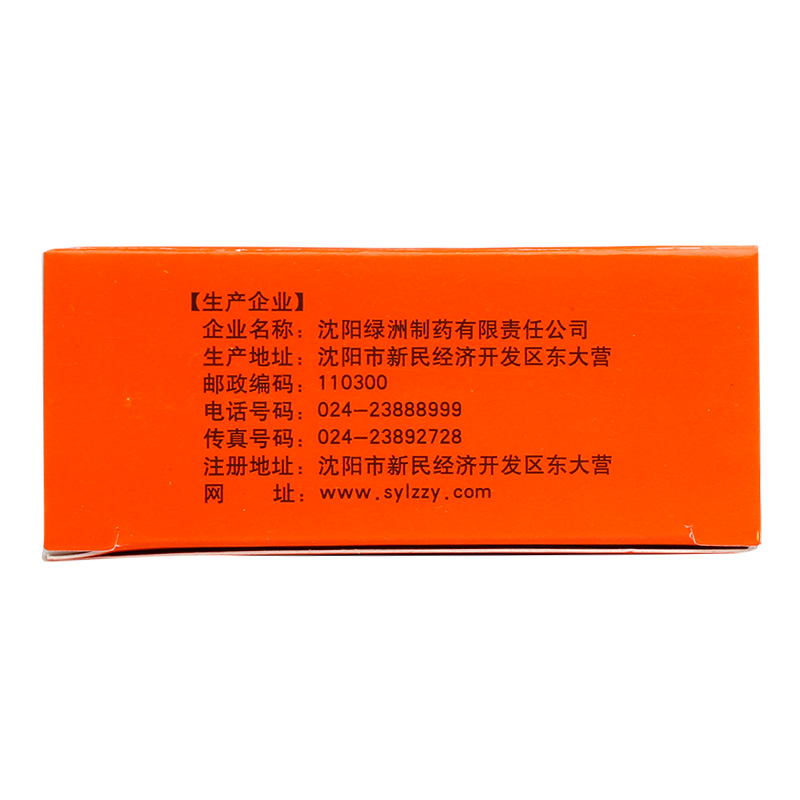 【生产企业】
企业名称：沈阳绿洲制药有限责任公司
生产地址：沈阳市新民经济开发区东大营
邮政编码：110300
电话号码：024-23888999
传真号码：024-23892728
注册地址：沈阳市新民经济开发区东大营
网　　址：www.sylzzy.com